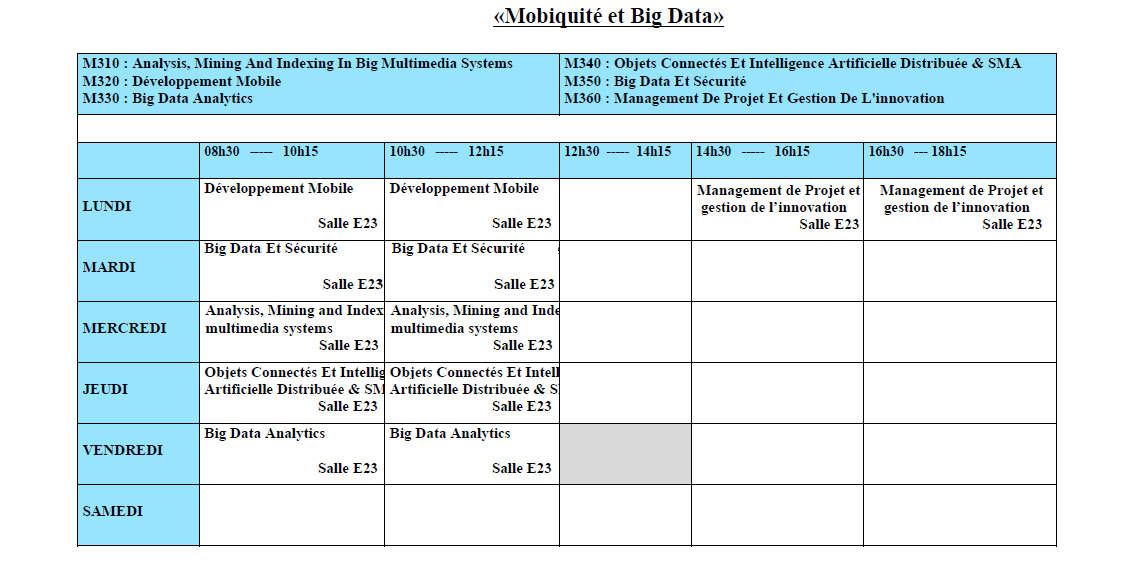 «Mobiquité et Big Data»
M310 : Analysis, Mining And Indexing In Big Multimedia Systems
M320 : Développement Mobile
M330 : Big Data Analytics
M340 : Objets Connectés Et Intelligence Artificielle Distribuée & SMA
M350 : Big Data Et Sécurité
M360 : Management De Projet Et Gestion De L'innovation
08h30 ----- 10h15
10h30 ----- 12h15
12h30 ----- 14h15
14h30 ----- 16h15
16h30 --- 18h15
LUNDI
Développement Mobile
Salle E23
Développement Mobile
Salle E23
Management de Projet et
gestion de l’innovation
Salle E23
Management de Projet et
gestion de l’innovation
Salle E23
MARDI
Big Data Et Sécurité
Salle E23
Big Data Et Sécurité
Salle E23
MERCREDI
Analysis, Mining and Index
multimedia systems
Salle E23
Analysis, Mining and Inde
multimedia systems
Salle E23
JEUDI
Objets Connectés Et Intellig
Artificielle Distribuée & SM
Salle E23
Objets Connectés Et Intell
Artificielle Distribuée & S
Salle E23
VENDREDI
Big Data Analytics
Salle E23
Big Data Analytics
Salle E23
SAMEDI